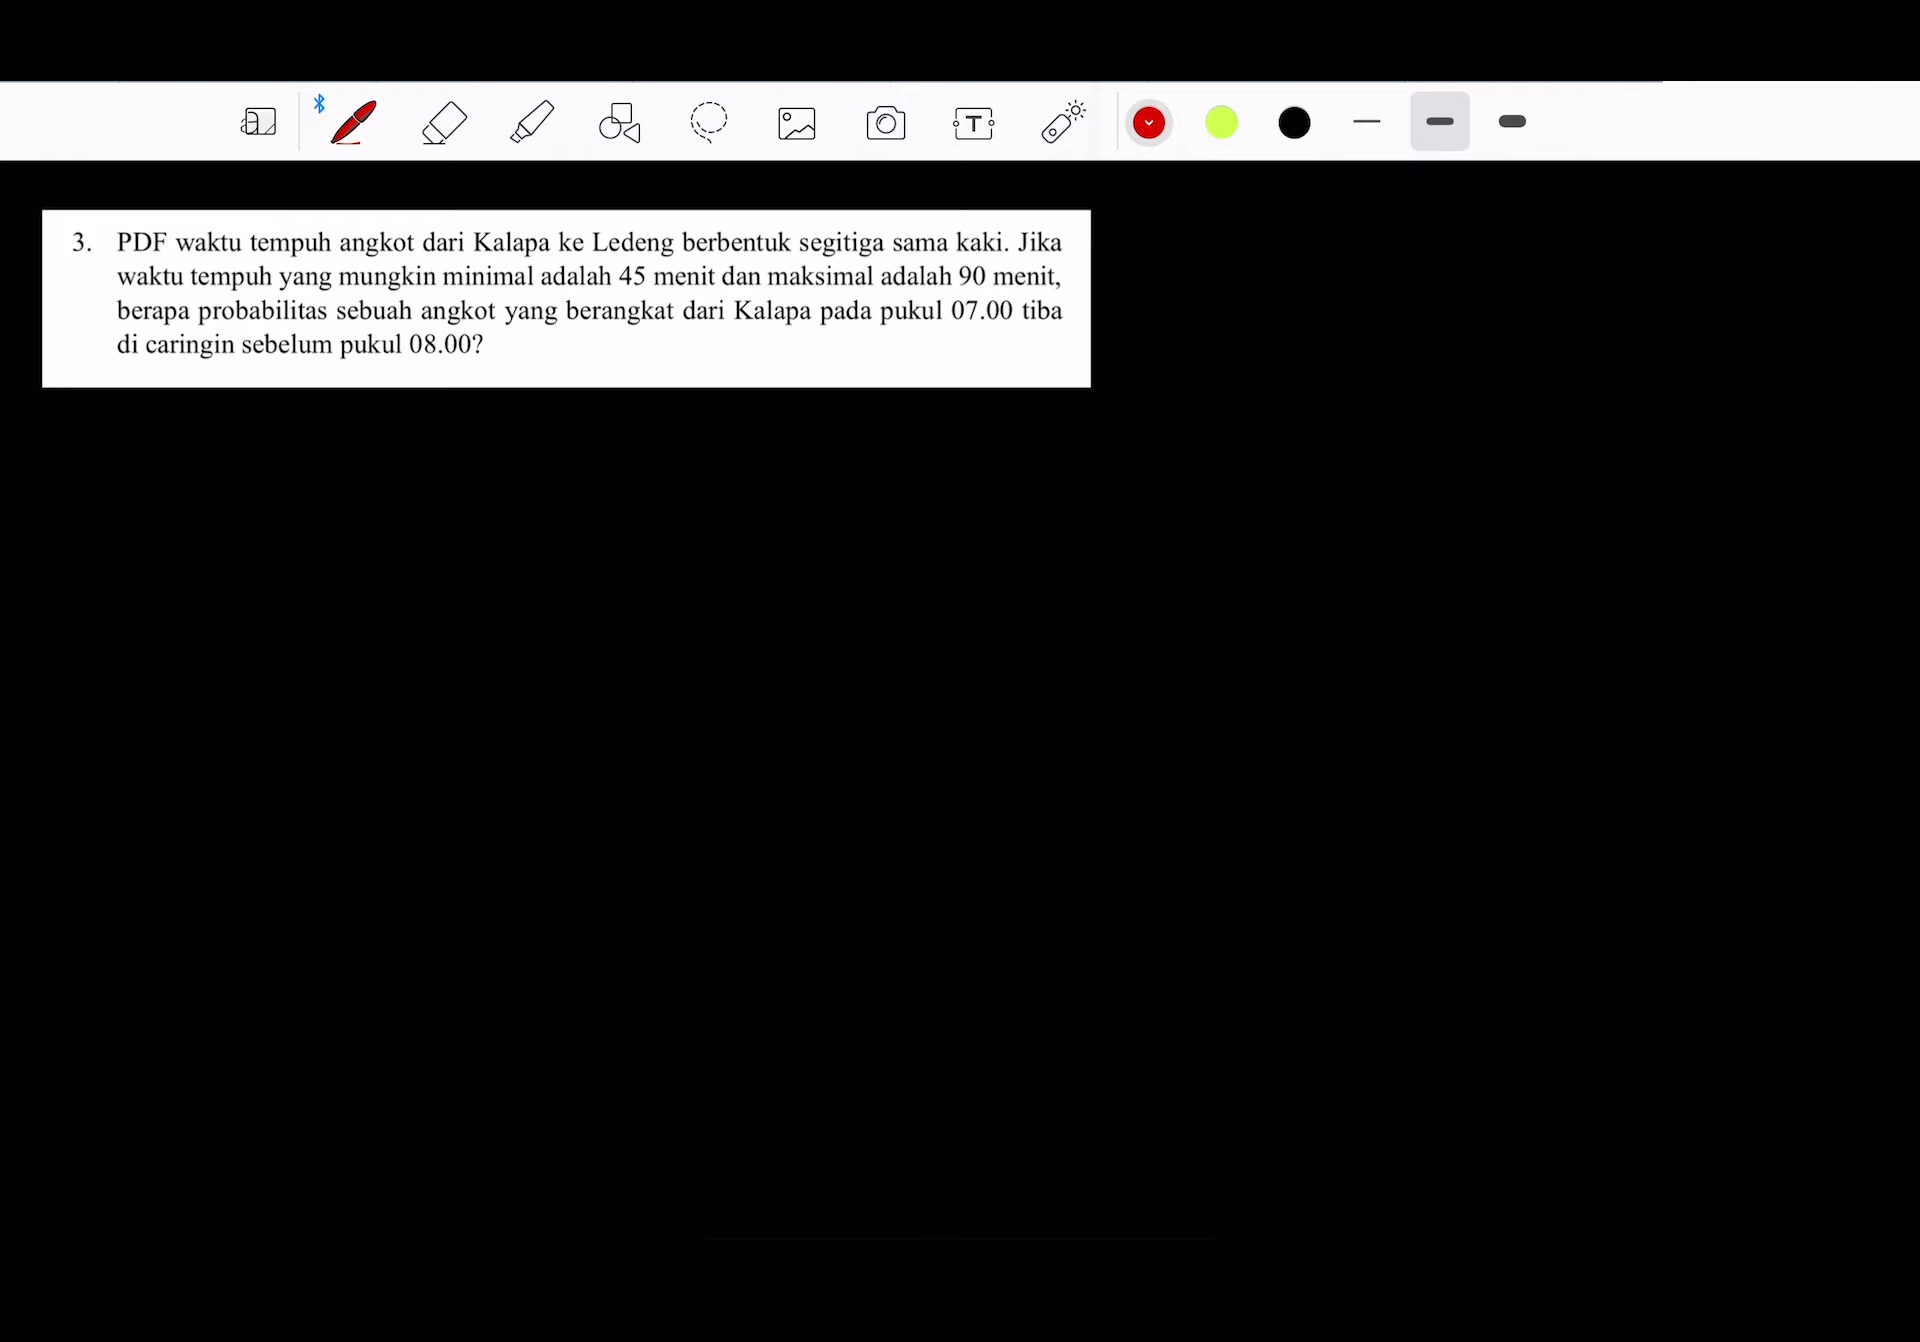 3. PDF waktu tempuh angkot dari Kalapa ke Ledeng berbentuk segitiga sama kaki. Jika
waktu tempuh yang mungkin minimal adalah 45 menit dan maksimal adalah 90 menit,
berapa probabilitas sebuah angkot yang berangkat dari Kalapa pada pukul 07.00 tiba
di caringin sebelum pukul 08.00?